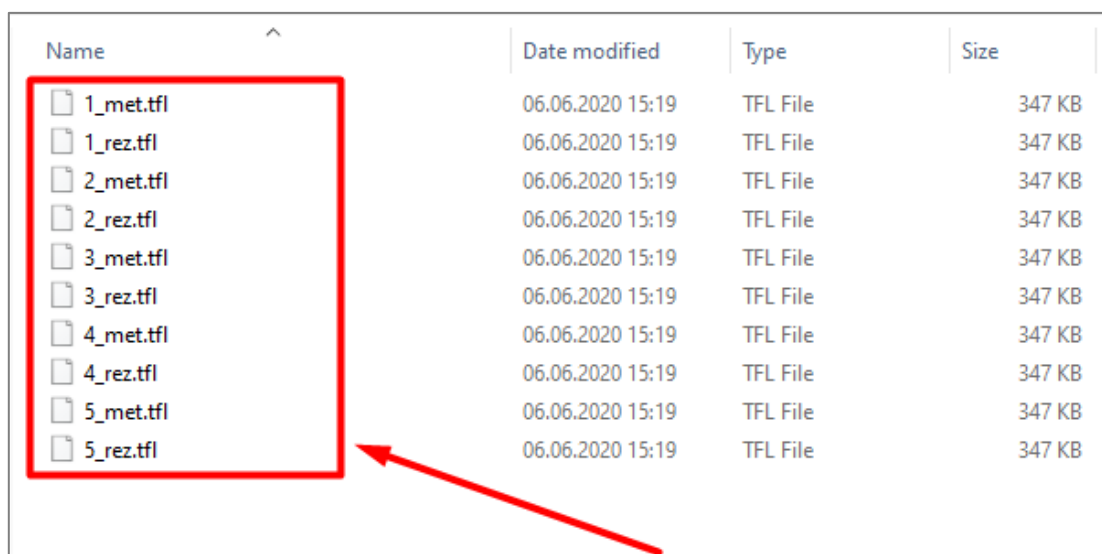 Name Date modified Type Size
1_met.tfl 06.06.2020 15:19 TFL File 347 KB
1_rez.tfl 06.06.2020 15:19 TFL File 347 KB
2_met.tfl 06.06.2020 15:19 TFL File 347 KB
2_rez.tfl 06.06.2020 15:19 TFL File 347 KB
3_met.tfl 06.06.2020 15:19 TFL File 347 KB
3_rez.tfl 06.06.2020 15:19 TFL File 347 KB
4_met.tfl 06.06.2020 15:19 TFL File 347 KB
4_rez.tfl 06.06.2020 15:19 TFL File 347 KB
5_met.tfl 06.06.2020 15:19 TFL File 347 KB
5_rez.tfl 06.06.2020 15:19 TFL File 347 KB